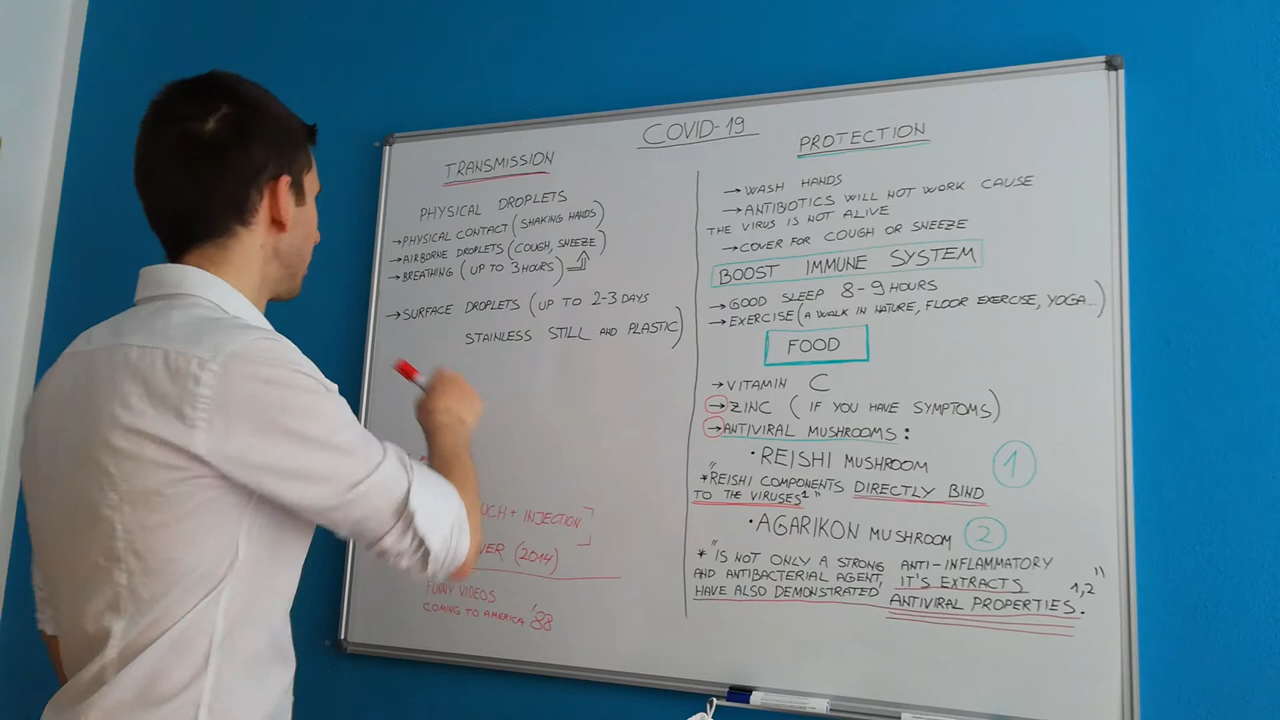 COVID-19
TRANSMISSION
PHYSICAL DROPLETS
→PHYSICAL CONTACT (SHAKING HANDS)
→AIRBORNE DROPLETS (COUGH, SNEEZE)
→BREATHING (UP TO 3 HOURS)
→SURFACE DROPLETS (UP TO 2-3 DAYS
STAINLESS STILL AND PLASTIC)
+ INJECTION
(2014)
FUNNY VIDEOS
COMING TO AMERICA '88
PROTECTION
→WASH HANDS
→ANTIBIOTICS WILL NOT WORK CAUSE
THE VIRUS IS NOT ALIVE
→COVER FOR COUGH OR SNEEZE
BOOST IMMUNE SYSTEM
→GOOD SLEEP 8-9 HOURS
→EXERCISE (A WALK IN NATURE, FLOOR EXERCISE, YOGA...)
FOOD
→VITAMIN C
→ZINC (IF YOU HAVE SYMPTOMS)
→ANTIVIRAL MUSHROOMS:
•REISHI MUSHROOM 1
*"REISHI COMPONENTS DIRECTLY BIND
TO THE VIRUSES1"
•AGARIKON MUSHROOM 2
*"IS NOT ONLY A STRONG ANTI-INFLAMMATORY
AND ANTIBACTERIAL AGENT, IT'S EXTRACTS
HAVE ALSO DEMONSTRATED ANTIVIRAL PROPERTIES. 1,2"